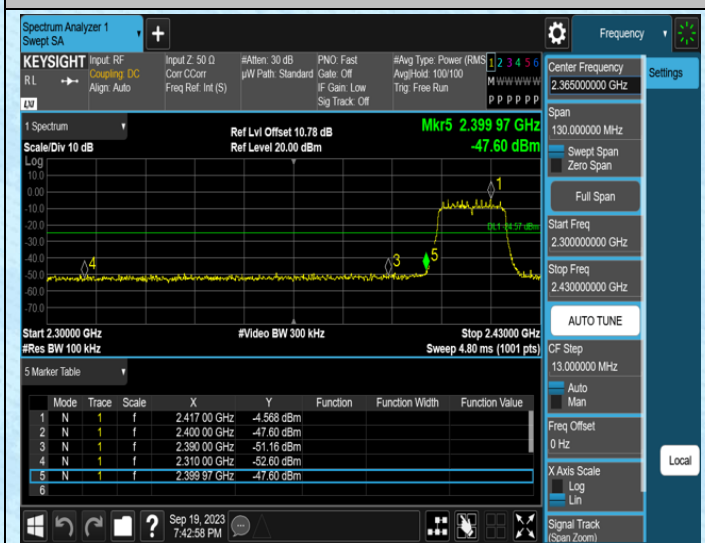 Spectrum Analyzer 1
Swept SA
Frequency
KEYSIGHT
RL
LXI
Input: RF
Coupling: DC
Align: Auto
Input Z: 50 Ω
Corr CCorr
Freq Ref: Int (S)
#Atten: 30 dB
µW Path: Standard
PNO: Fast
Gate: Off
IF Gain: Low
Sig Track: Off
#Avg Type: Power (RMS
Avg|Hold: 100/100
Trig: Free Run
1 2 3 4 5 6
M W W W W W
P P P P P P
Center Frequency
2.365000000 GHz
Settings
Span
130.000000 MHz
Swept Span
Zero Span
Full Span
Start Freq
2.300000000 GHz
Stop Freq
2.430000000 GHz
AUTO TUNE
CF Step
13.000000 MHz
Auto
Man
Freq Offset
0 Hz
X Axis Scale
Log
Lin
Signal Track
(Span Zoom)
Local
1 Spectrum
Scale/Div 10 dB
Ref Lvl Offset 10.78 dB
Ref Level 20.00 dBm
Mkr5 2.399 97 GHz
-47.60 dBm
Log
10.0
0.00
-10.0
-20.0
-30.0
-40.0
-50.0
-60.0
-70.0
1
DL1 -24.57 dBm
4
3
5
Start 2.30000 GHz
#Video BW 300 kHz
Stop 2.43000 GHz
#Res BW 100 kHz
Sweep 4.80 ms (1001 pts)
5 Marker Table
Mode Trace Scale X Y Function Function Width Function Value
1 N 1 f 2.417 00 GHz -4.568 dBm
2 N 1 f 2.400 00 GHz -47.60 dBm
3 N 1 f 2.390 00 GHz -51.16 dBm
4 N 1 f 2.310 00 GHz -52.60 dBm
5 N 1 f 2.399 97 GHz -47.60 dBm
6
?
Sep 19, 2023
7:42:58 PM